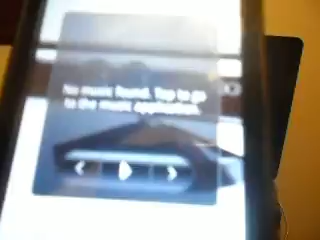 No music found. Tap to go
to the music application.